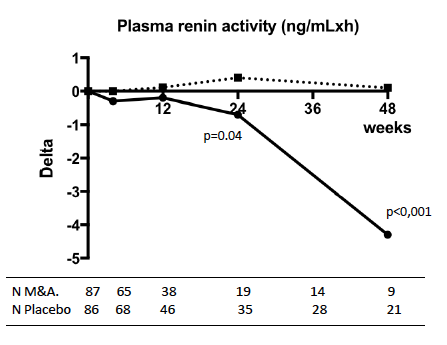 Plasma renin activity (ng/mLxh)
1
0
12
24
36
48
weeks
-1
p=0.04
Delta
-2
-3
p<0,001
-4
-5
N M&A. 87 65 38 19 14 9
N Placebo 86 68 46 35 28 21